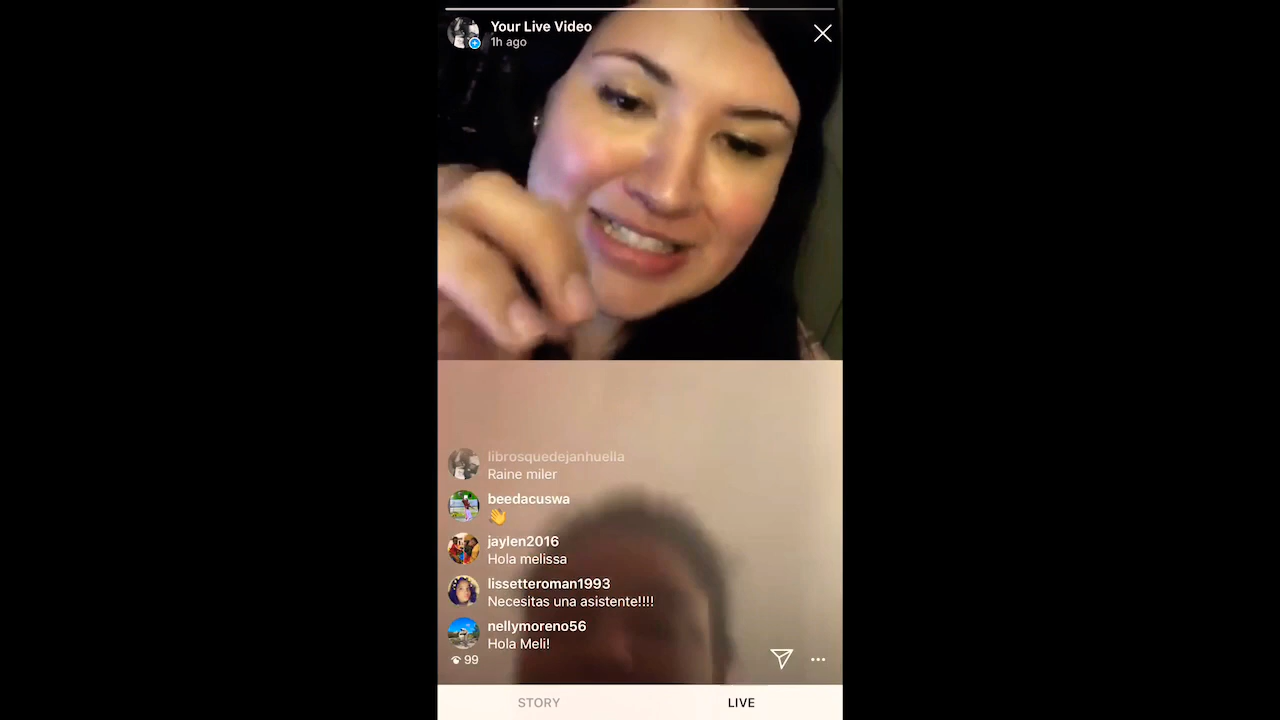 Your Live Video
1h ago
librosquedejanhuella
Raine miler
beedacuswa
👋
jaylen2016
Hola melissa
lissetteroman1993
Necesitas una asistente!!!!
nellymoreno56
Hola Meli!
99
STORY
LIVE